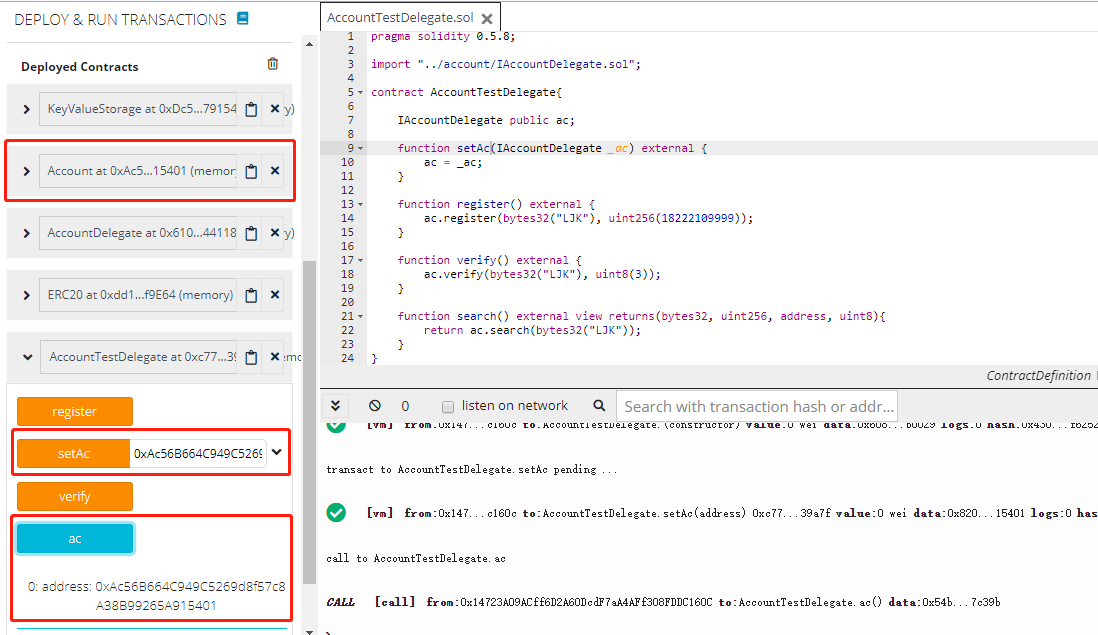 DEPLOY & RUN TRANSACTIONS
Deployed Contracts
KeyValueStorage at 0xDc5...79154 y)
Account at 0xAc5...15401 (memor
AccountDelegate at 0x610...44118 y)
ERC20 at 0xdd1...f9E64 (memory)
AccountTestDelegate at 0xc77...39 emo
register
setAc 0xAc56B664C949C5269
verify
ac
0: address: 0xAc56B664C949C5269d8f57c8
A38B99265A915401
AccountTestDelegate.sol
1 pragma solidity 0.5.8;
2
3 import "../account/IAccountDelegate.sol";
4
5 contract AccountTestDelegate{
6
7 IAccountDelegate public ac;
8
9 function setAc(IAccountDelegate _ac) external {
10 ac = _ac;
11 }
12
13 function register() external {
14 ac.register(bytes32("LJK"), uint256(18222109999));
15 }
16
17 function verify() external {
18 ac.verify(bytes32("LJK"), uint8(3));
19 }
20
21 function search() external view returns(bytes32, uint256, address, uint8){
22 return ac.search(bytes32("LJK"));
23 }
24 }
ContractDefinition
0 listen on network Search with transaction hash or addr...
[vm] from:0x147...c160c to:AccountTestDelegate.(constructor) value:0 wei data:0x608...b0029 logs:0 hash:0x430...f6252
transact to AccountTestDelegate.setAc pending ...
[vm] from:0x147...c160c to:AccountTestDelegate.setAc(address) 0xc77...39a7f value:0 wei data:0x820...15401 logs:0 has
call to AccountTestDelegate.ac
CALL [call] from:0x14723A09ACff6D2A60DcdF7aA4AFf308FDDC160C to:AccountTestDelegate.ac() data:0x54b...7c39b